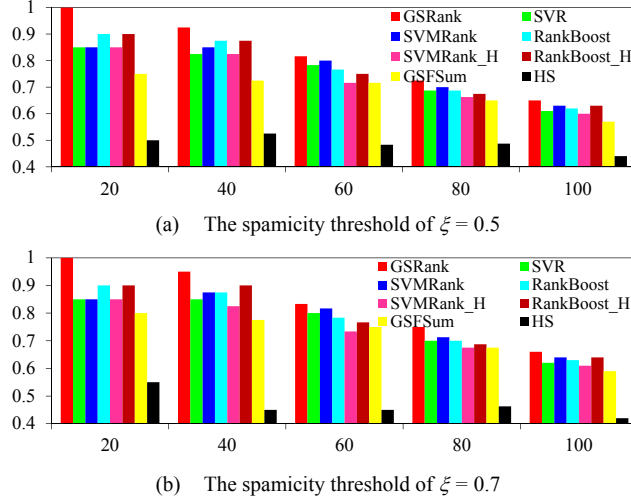 1
0.9
0.8
0.7
0.6
0.5
0.4
GSRank SVR
SVMRank RankBoost
SVMRank_H RankBoost_H
GSFSum HS
20 40 60 80 100
(a) The spamicity threshold of ξ = 0.5
1
0.9
0.8
0.7
0.6
0.5
0.4
GSRank SVR
SVMRank RankBoost
SVMRank_H RankBoost_H
GSFSum HS
20 40 60 80 100
(b) The spamicity threshold of ξ = 0.7